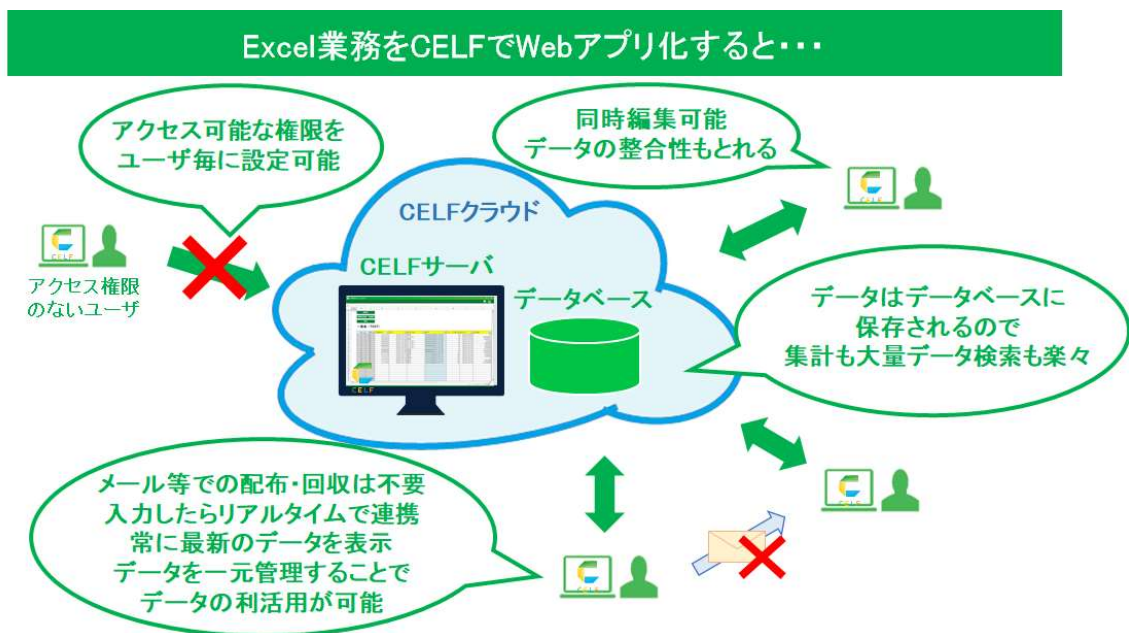 Excel業務をCELFでWebアプリ化すると・・・
アクセス可能な権限を
ユーザ毎に設定可能
同時編集可能
データの整合性もとれる
CELFクラウド
CELF
CELF
アクセス権限
のないユーザ
CELFサーバ
データベース
データはデータベースに
保存されるので
集計も大量データ検索も楽々
CELF
メール等での配布・回収は不要
入力したらリアルタイムで連携
常に最新のデータを表示
データを一元管理することで
データの利活用が可能
CELF
CELF